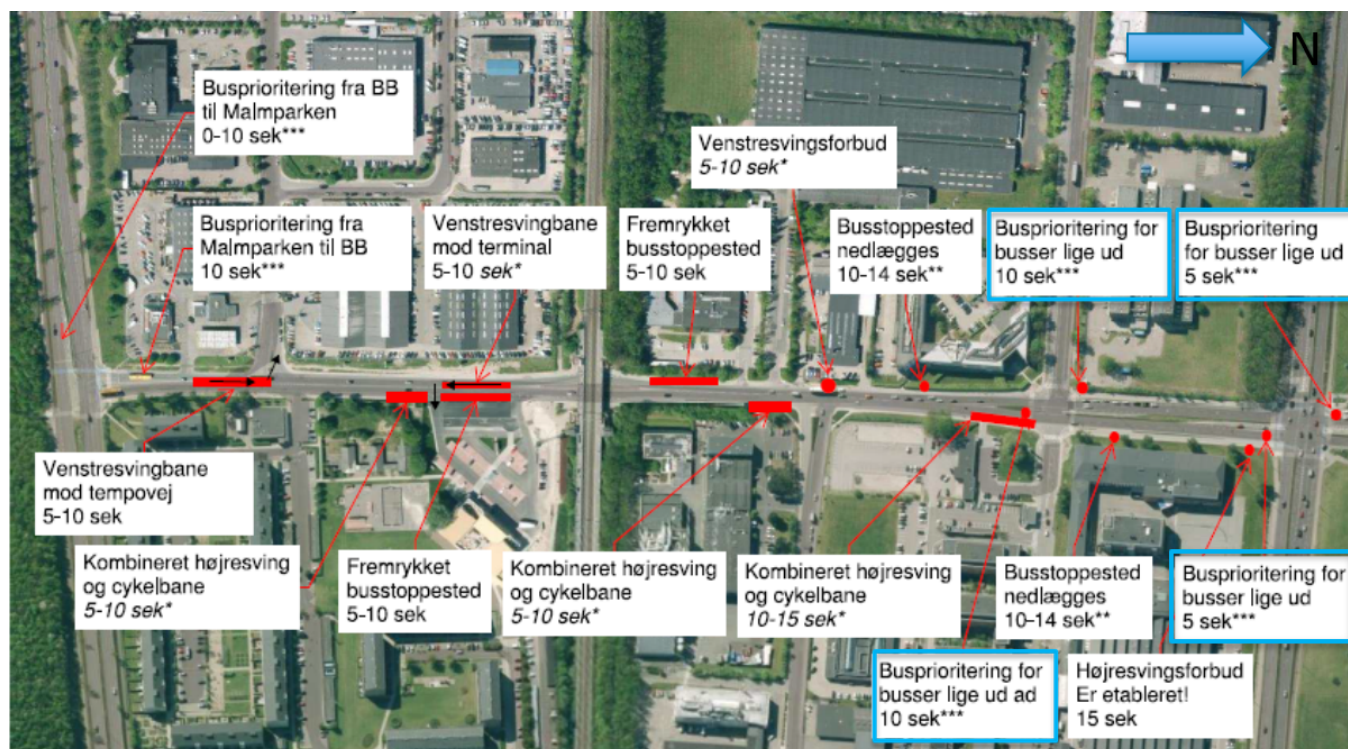 N
Busprioritering fra BB
til Malmparken
0-10 sek***
Venstresvingsforbud
5-10 sek*
Busprioritering fra
Malmparken til BB
10 sek***
Venstresvingbane
mod terminal
5-10 sek*
Fremrykket
busstoppested
5-10 sek
Busstoppested
nedlægges
10-14 sek**
Busprioritering for
busser lige ud
10 sek***
Busprioritering
for busser lige ud
5 sek***
Venstresvingbane
mod tempovej
5-10 sek
Kombineret højresving
og cykelbane
5-10 sek*
Fremrykket
busstoppested
5-10 sek
Kombineret højresving
og cykelbane
5-10 sek*
Kombineret højresving
og cykelbane
10-15 sek*
Busstoppested
nedlægges
10-14 sek**
Busprioritering for
busser lige ud
5 sek***
Busprioritering for
busser lige ud ad
10 sek***
Højresvingsforbud
Er etableret!
15 sek